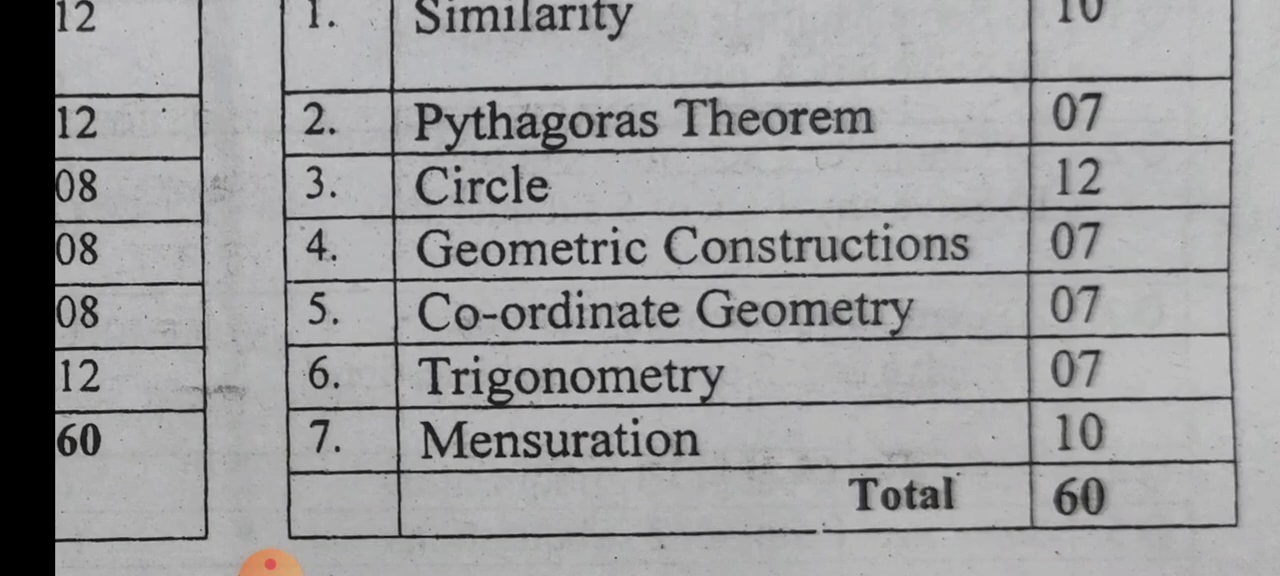 12
1. Similarity 10
12
2. Pythagoras Theorem 07
08
3. Circle 12
08
4. Geometric Constructions 07
08
5. Co-ordinate Geometry 07
12
6. Trigonometry 07
60
7. Mensuration 10
Total 60